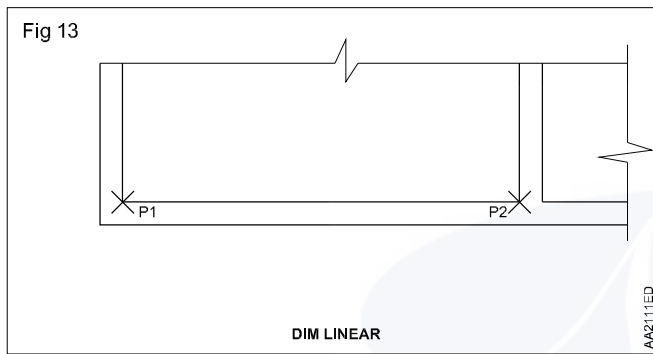 Fig 13
P1
P2
DIM LINEAR
AA2111ED